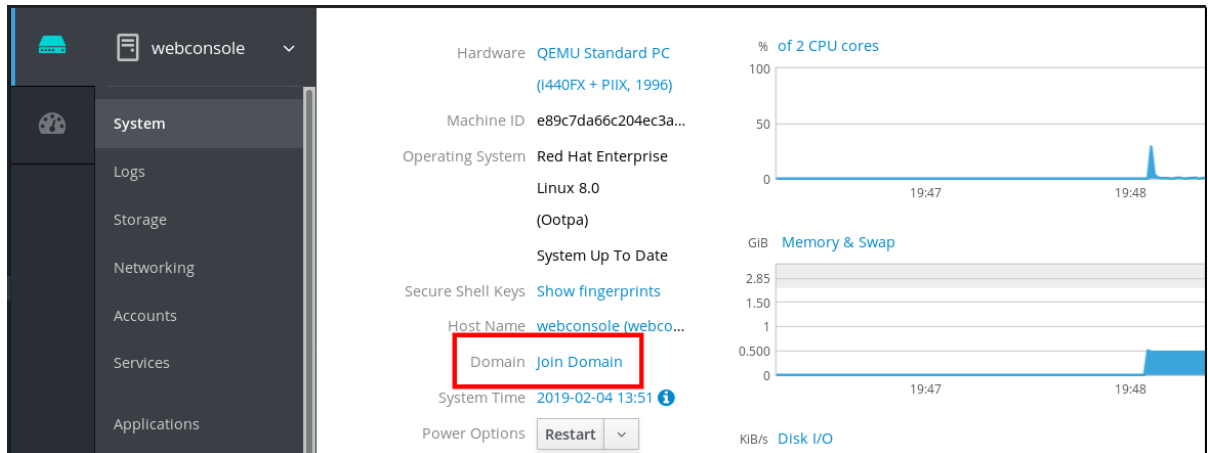 webconsole
System
Logs
Storage
Networking
Accounts
Services
Applications
Hardware QEMU Standard PC
(i440FX + PIIX, 1996)
Machine ID e89c7da66c204ec3a...
Operating System Red Hat Enterprise
Linux 8.0
(Ootpa)
System Up To Date
Secure Shell Keys Show fingerprints
Host Name webconsole (webco...
Domain Join Domain
System Time 2019-02-04 13:51
Power Options Restart
% of 2 CPU cores
100
50
0
19:47 19:48
GiB Memory & Swap
2.85
1.50
1
0.500
0
19:47 19:48
KiB/s Disk I/O